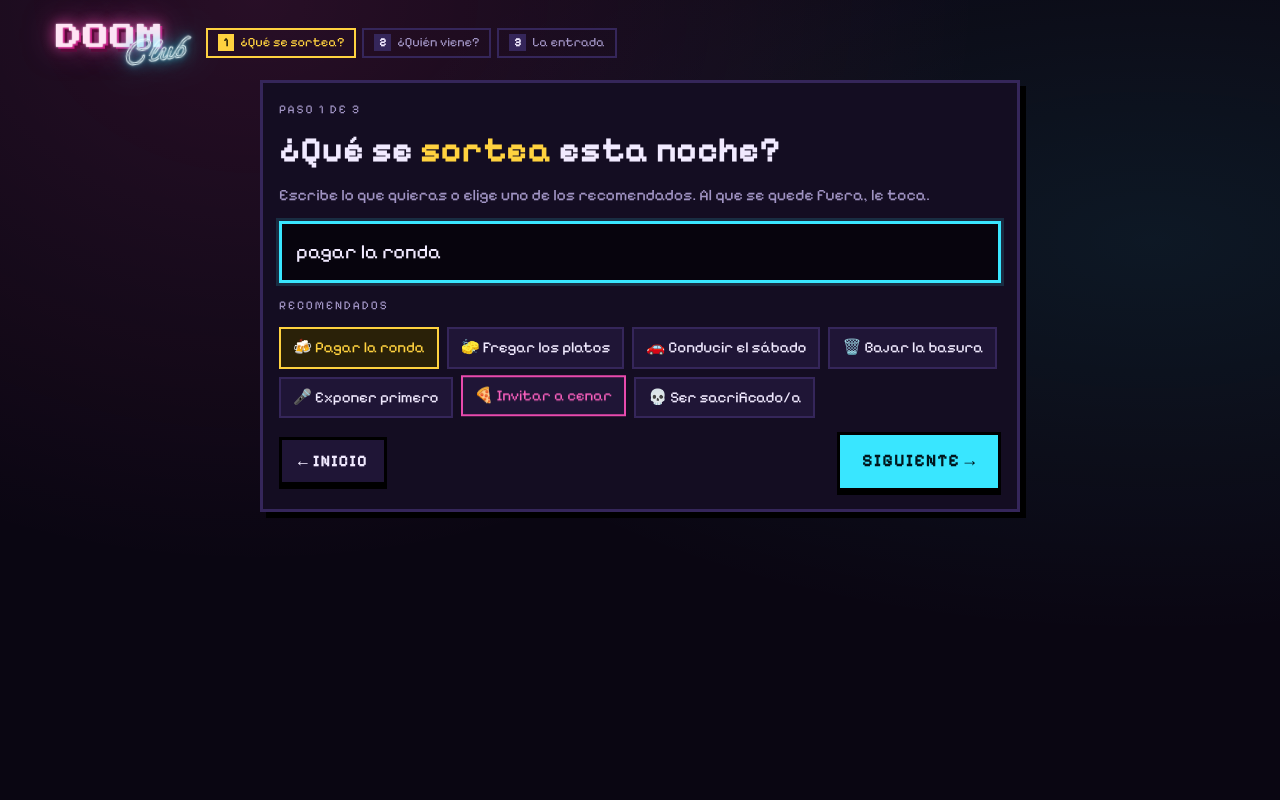 DOOM
Club
1 ¿Qué se sortea?
2 ¿Quién viene?
3 La entrada
PASO 1 DE 3
¿Qué se sortea esta noche?
Escribe lo que quieras o elige uno de los recomendados. Al que se quede fuera, le toca.
pagar la ronda
RECOMENDADOS
🍻 Pagar la ronda
🧽 Fregar los platos
🚗 Conducir el sábado
🗑️ Bajar la basura
🎤 Exponer primero
🍕 Invitar a cenar
💀 Ser sacrificado/a
← INICIO
SIGUIENTE →